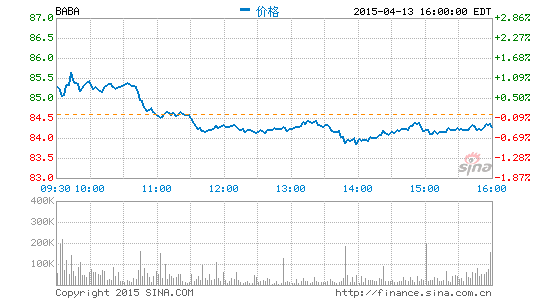 BABA 价格 2015-04-13 16:00:00 EDT
87.0 2.86%
86.5 2.27%
86.0 1.68%
85.5 1.09%
85.0 0.50%
84.5 -0.09%
84.0 -0.69%
83.5 -1.28%
83.0 -1.87%
sina
09:30 10:00 11:00 12:00 13:00 14:00 15:00 16:00
400K
300K
200K
100K
Copyright 2015 SINA.COM http://finance.sina.com.cn